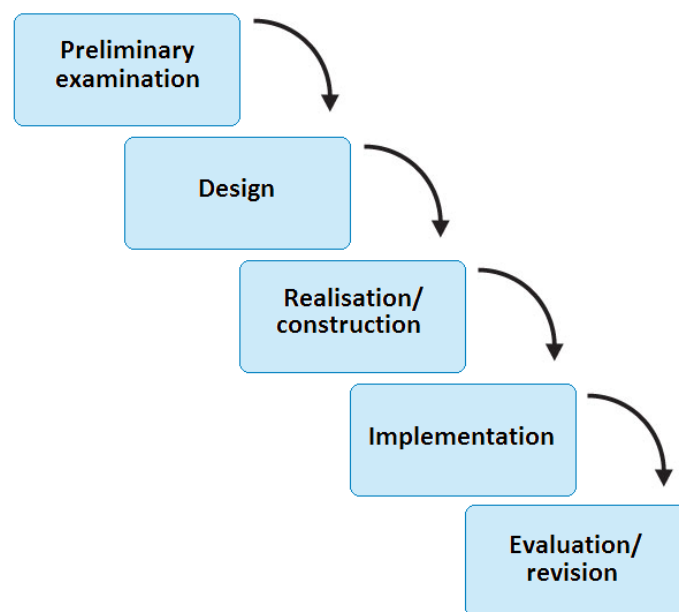 Preliminary
examination
Design
Realisation/
construction
Implementation
Evaluation/
revision